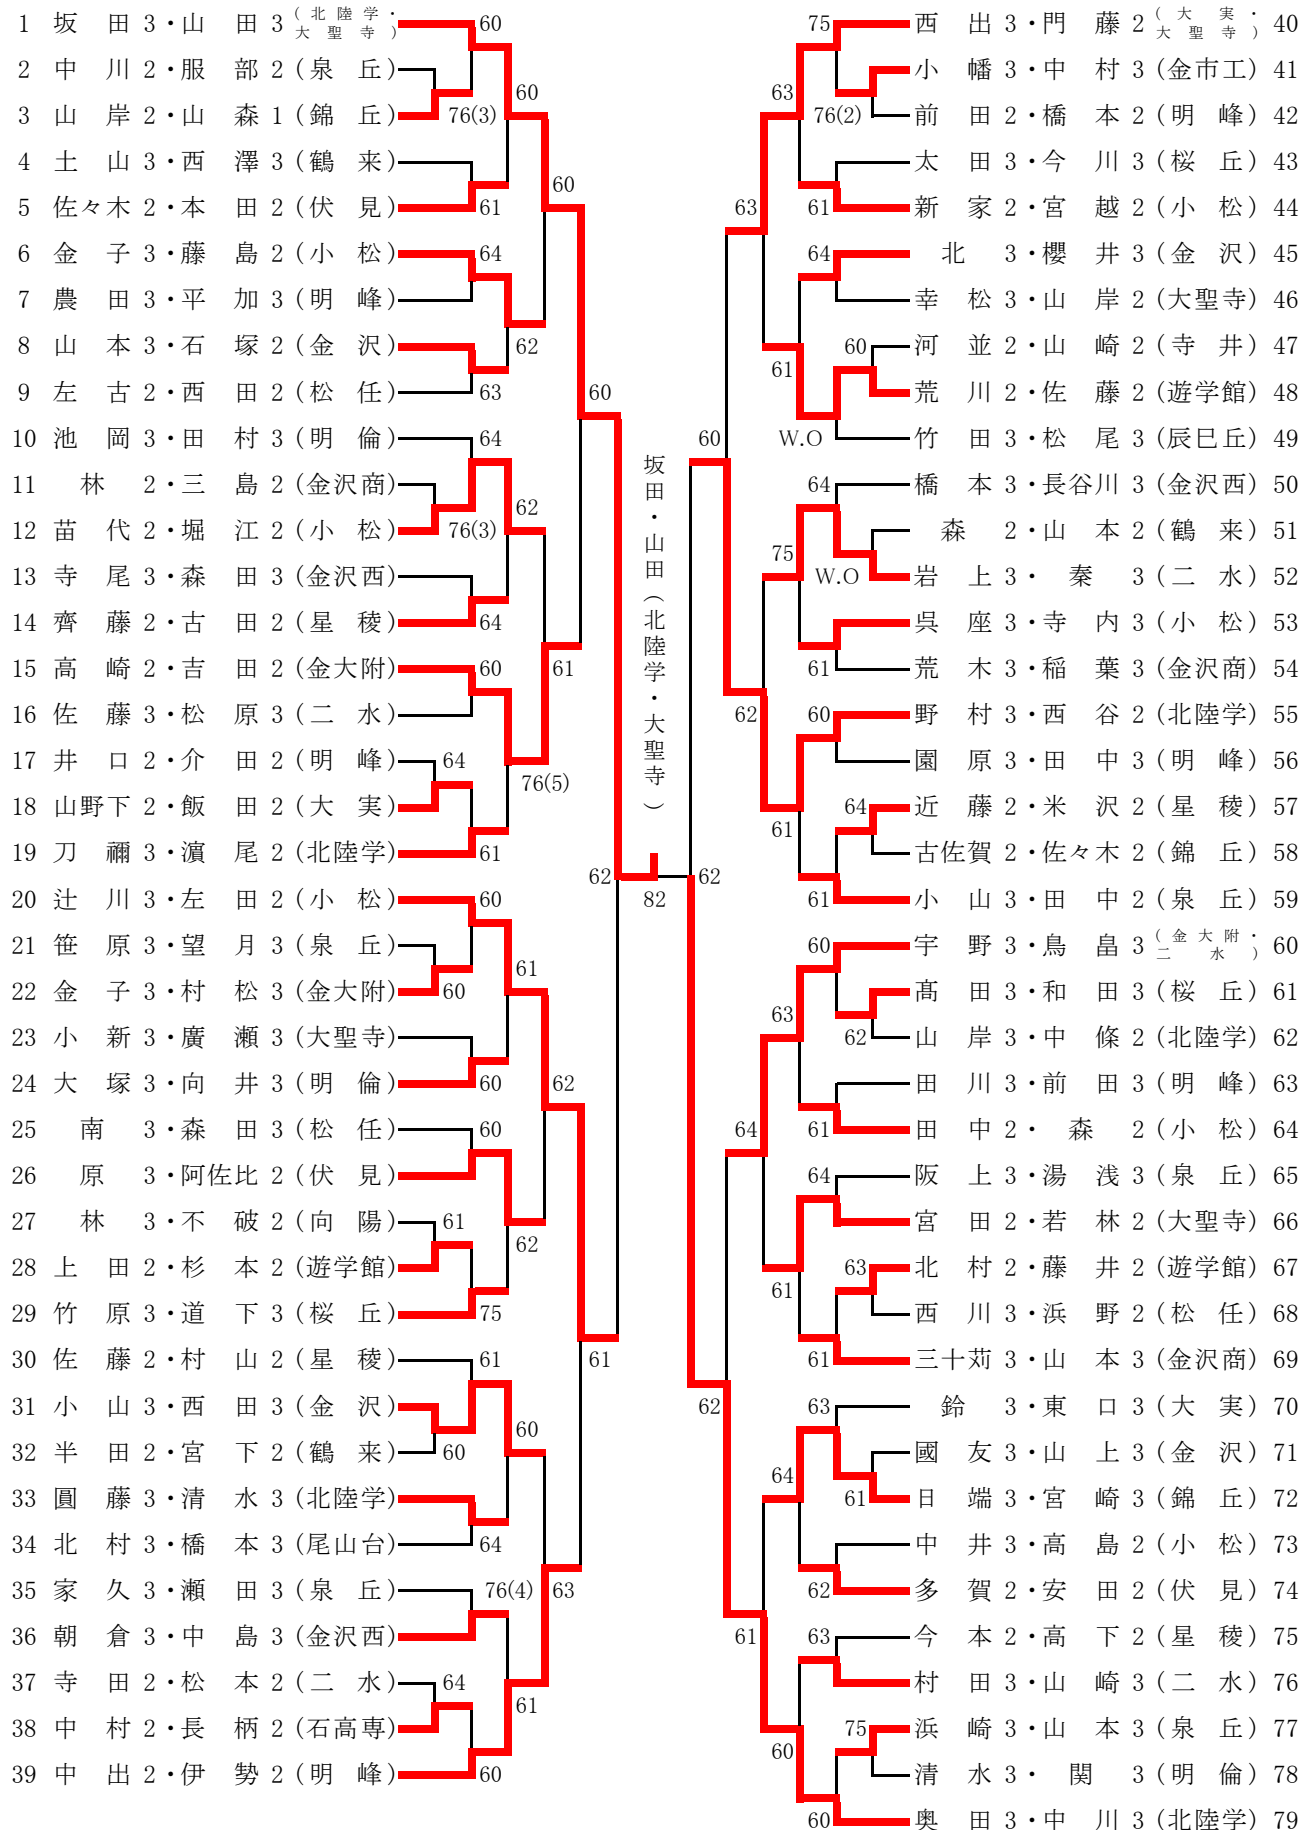 1 坂 田 3・山 田 3 (北陸学・大聖寺)
2 中 川 2・服 部 2 (泉 丘)
3 山 岸 2・山 森 1 (錦 丘)
4 土 山 3・西 澤 3 (鶴 来)
5 佐々木 2・本 田 2 (伏 見)
6 金 子 3・藤 島 2 (小 松)
7 農 田 3・平 加 3 (明 峰)
8 山 本 3・石 塚 2 (金 沢)
9 左 古 2・西 田 2 (松 任)
10 池 岡 3・田 村 3 (明 倫)
11 林 2・三 島 2 (金沢商)
12 苗 代 2・堀 江 2 (小 松)
13 寺 尾 3・森 田 3 (金沢西)
14 齊 藤 2・古 田 2 (星 稜)
15 高 崎 2・吉 田 2 (金大附)
16 佐 藤 3・松 原 3 (二 水)
17 井 口 2・介 田 2 (明 峰)
18 山野下 2・飯 田 2 (大 実)
19 刀 禰 3・濵 尾 2 (北陸学)
20 辻 川 3・左 田 2 (小 松)
21 笹 原 3・望 月 3 (泉 丘)
22 金 子 3・村 松 3 (金大附)
23 小 新 3・廣 瀬 3 (大聖寺)
24 大 塚 3・向 井 3 (明 倫)
25 南 3・森 田 3 (松 任)
26 原 3・阿佐比 2 (伏 見)
27 林 3・不 破 2 (向 陽)
28 上 田 2・杉 本 2 (遊学館)
29 竹 原 3・道 下 3 (桜 丘)
30 佐 藤 2・村 山 2 (星 稜)
31 小 山 3・西 田 3 (金 沢)
32 半 田 2・宮 下 2 (鶴 来)
33 圓 藤 3・清 水 3 (北陸学)
34 北 村 3・橋 本 3 (尾山台)
35 家 久 3・瀬 田 3 (泉 丘)
36 朝 倉 3・中 島 3 (金沢西)
37 寺 田 2・松 本 2 (二 水)
38 中 村 2・長 柄 2 (石高専)
39 中 出 2・伊 勢 2 (明 峰)
60
76(3)
61
64
63
64
76(3)
64
60
64
61
60
60
60
60
61
75
61
60
64
64
60
60
62
62
76(5)
61
62
60
76(4)
61
60
61
62
63
60
61
62
坂田・山田(北陸学・大聖寺)
82
62
60
62
63
62
64
61
63
61
75
61
63
61
64
60
75
76(2)
61
64
60
W.O
64
W.O
61
60
64
61
60
62
61
64
63
61
63
61
62
63
75
60
西 出 3・門 藤 2 (大 実・大聖寺) 40
小 幡 3・中 村 3 (金市工) 41
前 田 2・橋 本 2 (明 峰) 42
太 田 3・今 川 3 (桜 丘) 43
新 家 2・宮 越 2 (小 松) 44
北 3・櫻 井 3 (金 沢) 45
幸 松 3・山 岸 2 (大聖寺) 46
河 並 2・山 崎 2 (寺 井) 47
荒 川 2・佐 藤 2 (遊学館) 48
竹 田 3・松 尾 3 (辰巳丘) 49
橋 本 3・長谷川 3 (金沢西) 50
森 2・山 本 2 (鶴 来) 51
岩 上 3・秦 3 (二 水) 52
呉 座 3・寺 内 3 (小 松) 53
荒 木 3・稲 葉 3 (金沢商) 54
野 村 3・西 谷 2 (北陸学) 55
園 原 3・田 中 3 (明 峰) 56
近 藤 2・米 沢 2 (星 稜) 57
古佐賀 2・佐々木 2 (錦 丘) 58
小 山 3・田 中 2 (泉 丘) 59
宇 野 3・鳥 畠 3 (金大附・二水) 60
髙 田 3・和 田 3 (桜 丘) 61
山 岸 3・中 條 2 (北陸学) 62
田 川 3・前 田 3 (明 峰) 63
田 中 2・森 2 (小 松) 64
阪 上 3・湯 浅 3 (泉 丘) 65
宮 田 2・若 林 2 (大聖寺) 66
北 村 2・藤 井 2 (遊学館) 67
西 川 3・浜 野 2 (松 任) 68
三十苅 3・山 本 3 (金沢商) 69
鈴 3・東 口 3 (大 実) 70
國 友 3・山 上 3 (金 沢) 71
日 端 3・宮 崎 3 (錦 丘) 72
中 井 3・高 島 2 (小 松) 73
多 賀 2・安 田 2 (伏 見) 74
今 本 2・高 下 2 (星 稜) 75
村 田 3・山 崎 3 (二 水) 76
浜 崎 3・山 本 3 (泉 丘) 77
清 水 3・関 3 (明 倫) 78
奥 田 3・中 川 3 (北陸学) 79